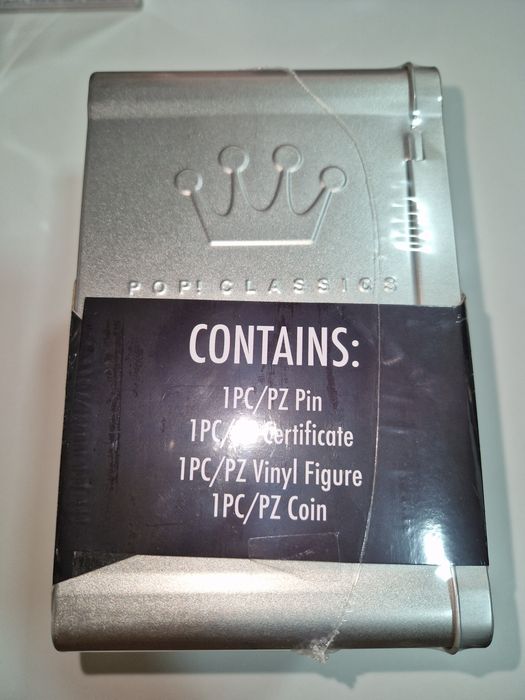 POP! CLASSICS
CONTAINS:
1PC/PZ Pin
1PC/ Certificate
1PC/PZ Vinyl Figure
1PC/PZ Coin